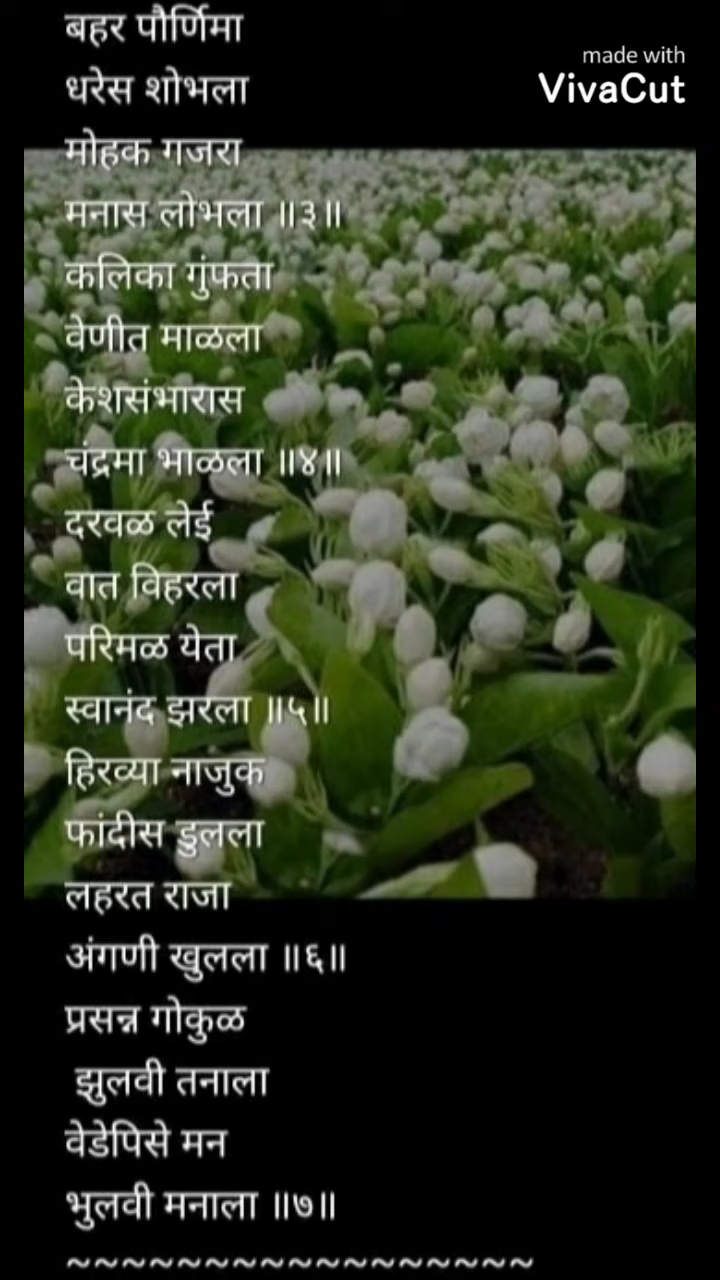 बहर पौर्णिमा
made with
VivaCut
धरेस शोभला
मोहक गजरा
मनास लोभला ॥३॥
कलिका गुंफता
वेणीत माळला
केशसंभारास
चंद्रमा भाळला ॥४॥
दरवळ लेई
वात विहरला
परिमळ येता
स्वानंद झरला ॥५॥
हिरव्या नाजुक
फांदीस डुलला
लहरत राजा
अंगणी खुलला ॥६॥
प्रसन्न गोकुळ
झुलवी तनाला
वेडेपिसे मन
भुलवी मनाला ॥७॥
~~~~~~~~~~~~~~~~~